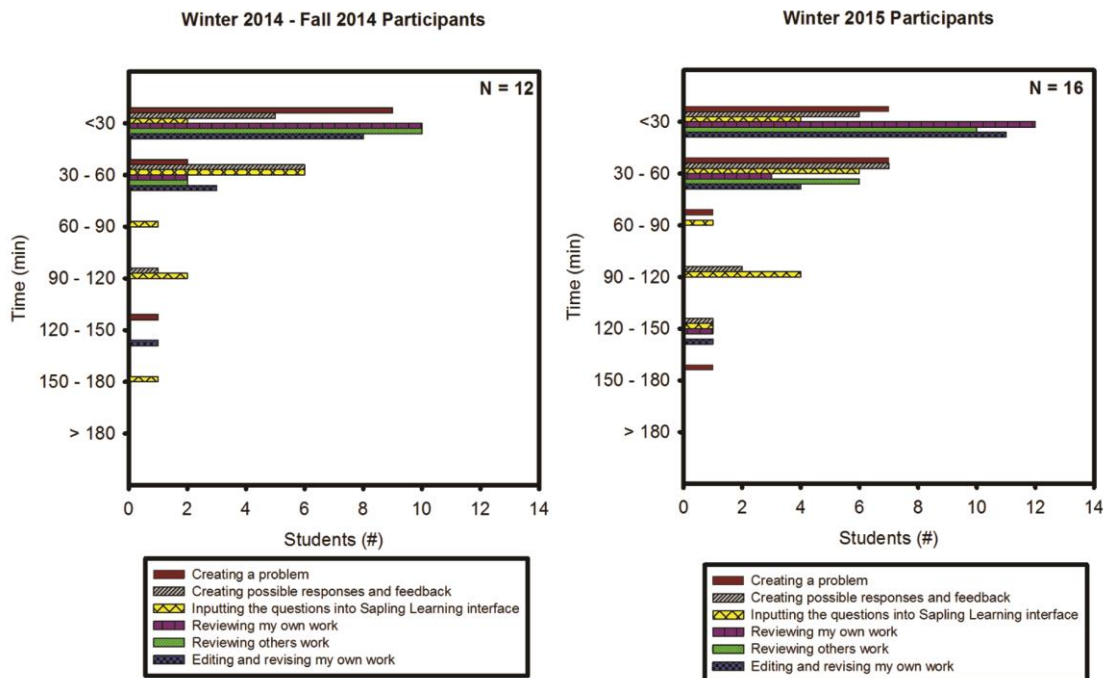 Winter 2014 - Fall 2014 Participants
N = 12
Time (min)
<30
30 - 60
60 - 90
90 - 120
120 - 150
150 - 180
> 180
0 2 4 6 8 10 12 14
Students (#)
Creating a problem
Creating possible responses and feedback
Inputting the questions into Sapling Learning interface
Reviewing my own work
Reviewing others work
Editing and revising my own work
Winter 2015 Participants
N = 16
Time (min)
<30
30 - 60
60 - 90
90 - 120
120 - 150
150 - 180
> 180
0 2 4 6 8 10 12 14
Students (#)
Creating a problem
Creating possible responses and feedback
Inputting the questions into Sapling Learning interface
Reviewing my own work
Reviewing others work
Editing and revising my own work